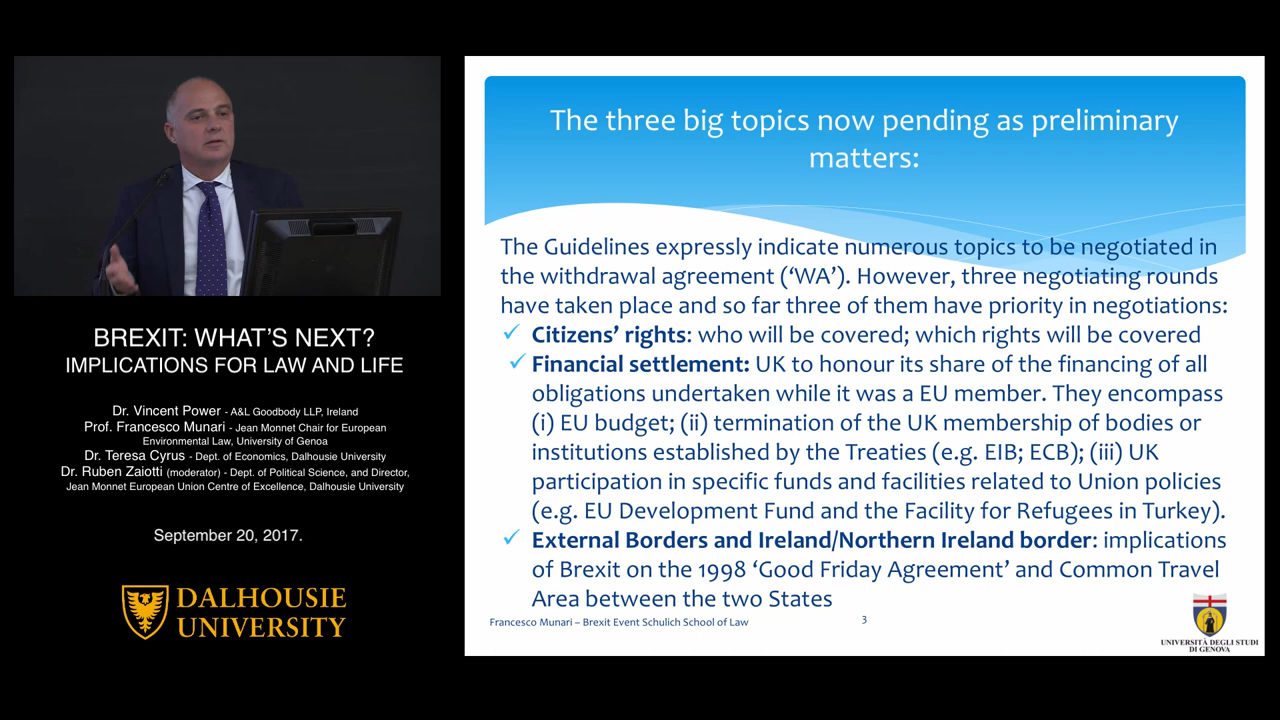 BREXIT: WHAT'S NEXT?
IMPLICATIONS FOR LAW AND LIFE
Dr. Vincent Power - A&L Goodbody LLP, Ireland
Prof. Francesco Munari - Jean Monnet Chair for European
Environmental Law, University of Genoa
Dr. Teresa Cyrus - Dept. of Economics, Dalhousie University
Dr. Ruben Zaiotti (moderator) - Dept. of Political Science, and Director,
Jean Monnet European Union Centre of Excellence, Dalhousie University
September 20, 2017.
DALHOUSIE
UNIVERSITY
The three big topics now pending as preliminary
matters:
The Guidelines expressly indicate numerous topics to be negotiated in
the withdrawal agreement ('WA'). However, three negotiating rounds
have taken place and so far three of them have priority in negotiations:
✓ Citizens' rights: who will be covered; which rights will be covered
✓ Financial settlement: UK to honour its share of the financing of all
obligations undertaken while it was a EU member. They encompass
(i) EU budget; (ii) termination of the UK membership of bodies or
institutions established by the Treaties (e.g. EIB; ECB); (iii) UK
participation in specific funds and facilities related to Union policies
(e.g. EU Development Fund and the Facility for Refugees in Turkey).
✓ External Borders and Ireland/Northern Ireland border: implications
of Brexit on the 1998 'Good Friday Agreement' and Common Travel
Area between the two States
Francesco Munari – Brexit Event Schulich School of Law
3
UNIVERSITÀ DEGLI STUDI
DI GENOVA